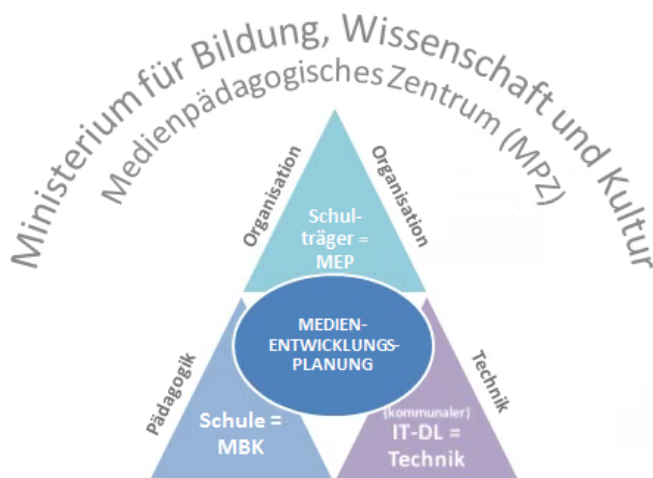 Ministerium für Bildung, Wissenschaft und Kultur
Medienpädagogisches Zentrum (MPZ)
Organisation
Organisation
Schul-
träger =
MEP
MEDIEN-
ENTWICKLUNGS-
PLANUNG
Pädagogik
Technik
Schule =
MBK
(kommunaler)
IT-DL =
Technik